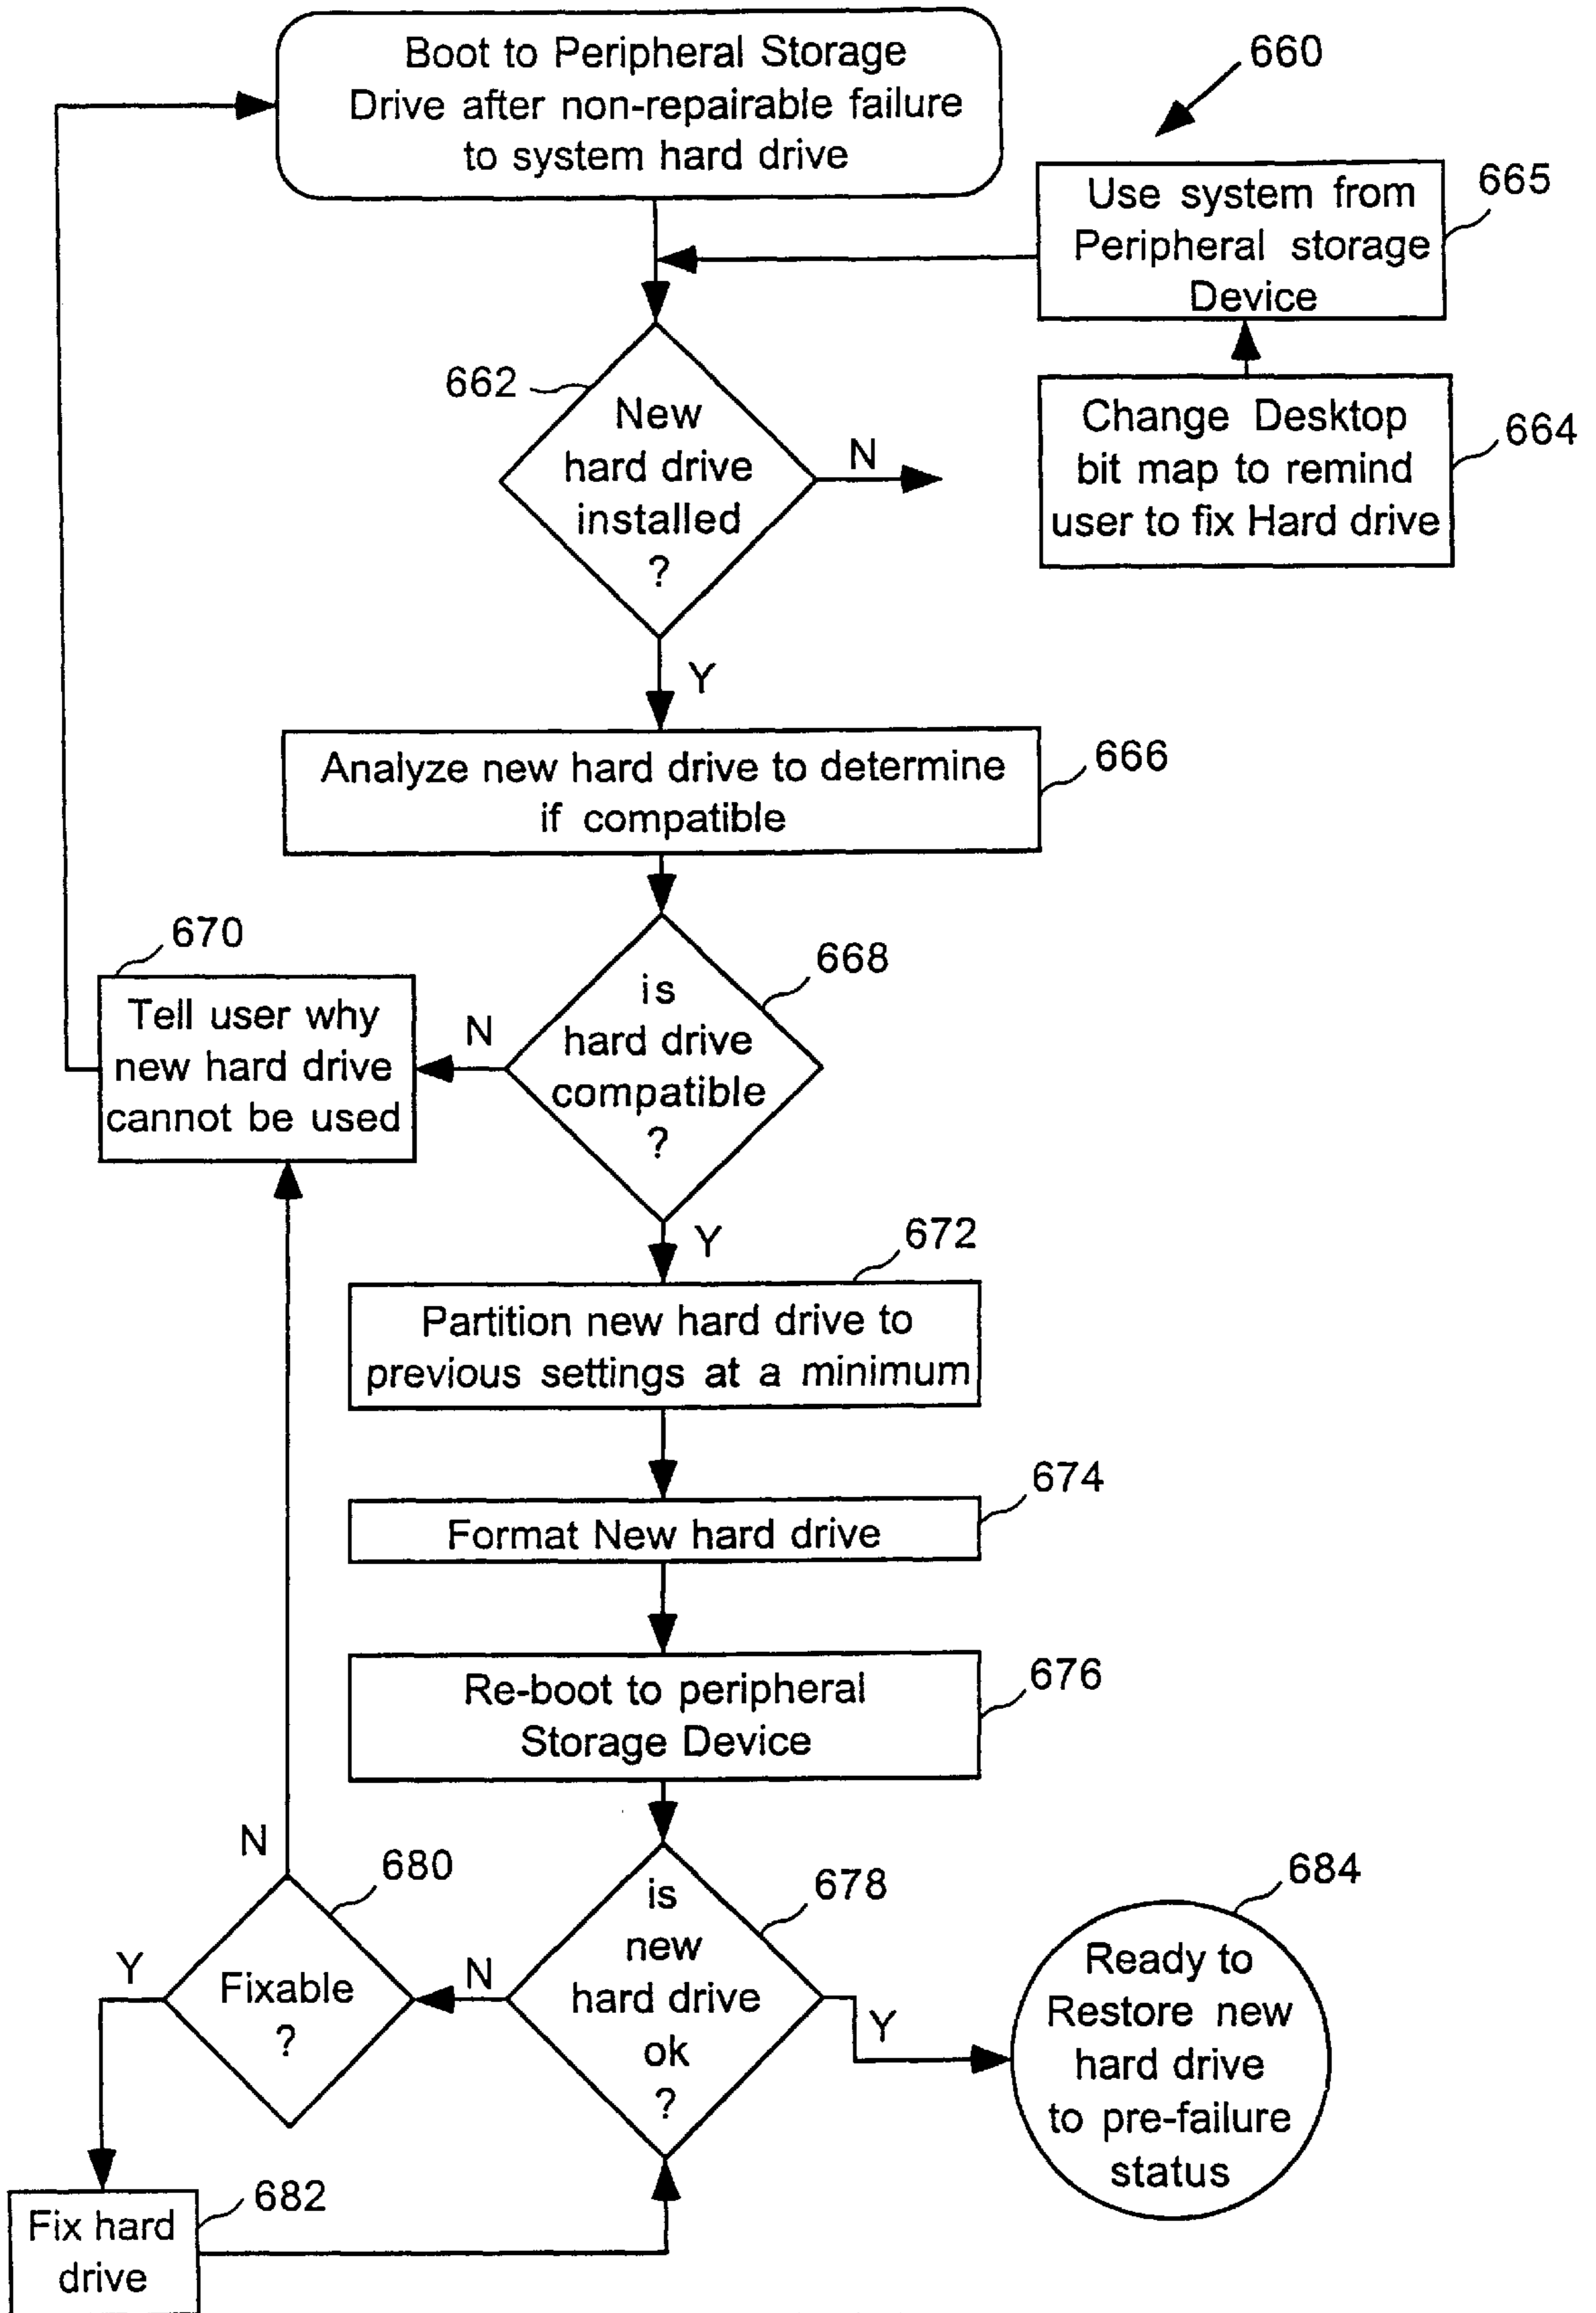 Boot to Peripheral Storage
Drive after non-repairable failure
to system hard drive
660
Use system from
Peripheral storage
Device
665
662
New
hard drive
installed
?
N
Change Desktop
bit map to remind
user to fix Hard drive
664
Y
Analyze new hard drive to determine
if compatible
666
670
Tell user why
new hard drive
cannot be used
N
is
hard drive
compatible
?
668
Y
672
Partition new hard drive to
previous settings at a minimum
674
Format New hard drive
Re-boot to peripheral
Storage Device
676
N
680
Fixable
?
Y
N
is
new
hard drive
ok
?
678
Y
684
Ready to
Restore new
hard drive
to pre-failure
status
Fix hard
drive
682